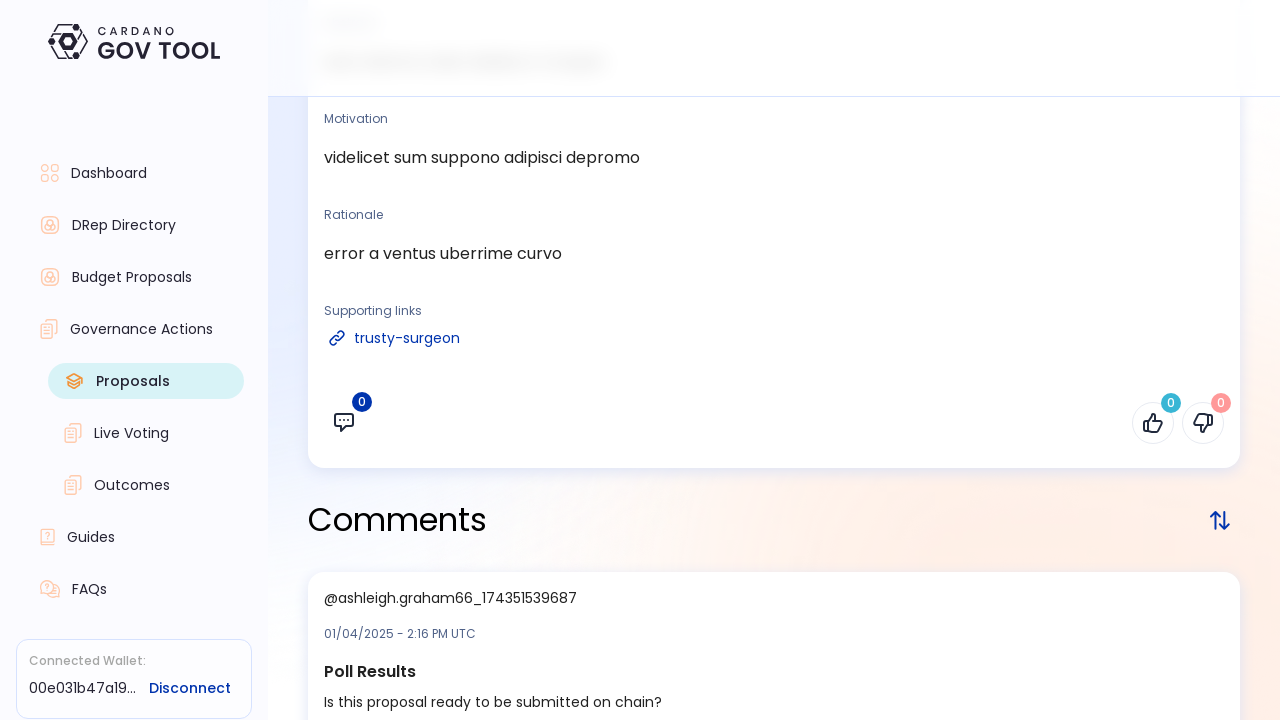 CARDANO
GOV TOOL
Dashboard
DRep Directory
Budget Proposals
Governance Actions
Proposals
Live Voting
Outcomes
Guides
FAQs
Connected Wallet:
00e031b47a19... Disconnect
Motivation
videlicet sum suppono adipisci depromo
Rationale
error a ventus uberrime curvo
Supporting links
trusty-surgeon
0
0
0
Comments
@ashleigh.graham66_174351539687
01/04/2025 - 2:16 PM UTC
Poll Results
Is this proposal ready to be submitted on chain?